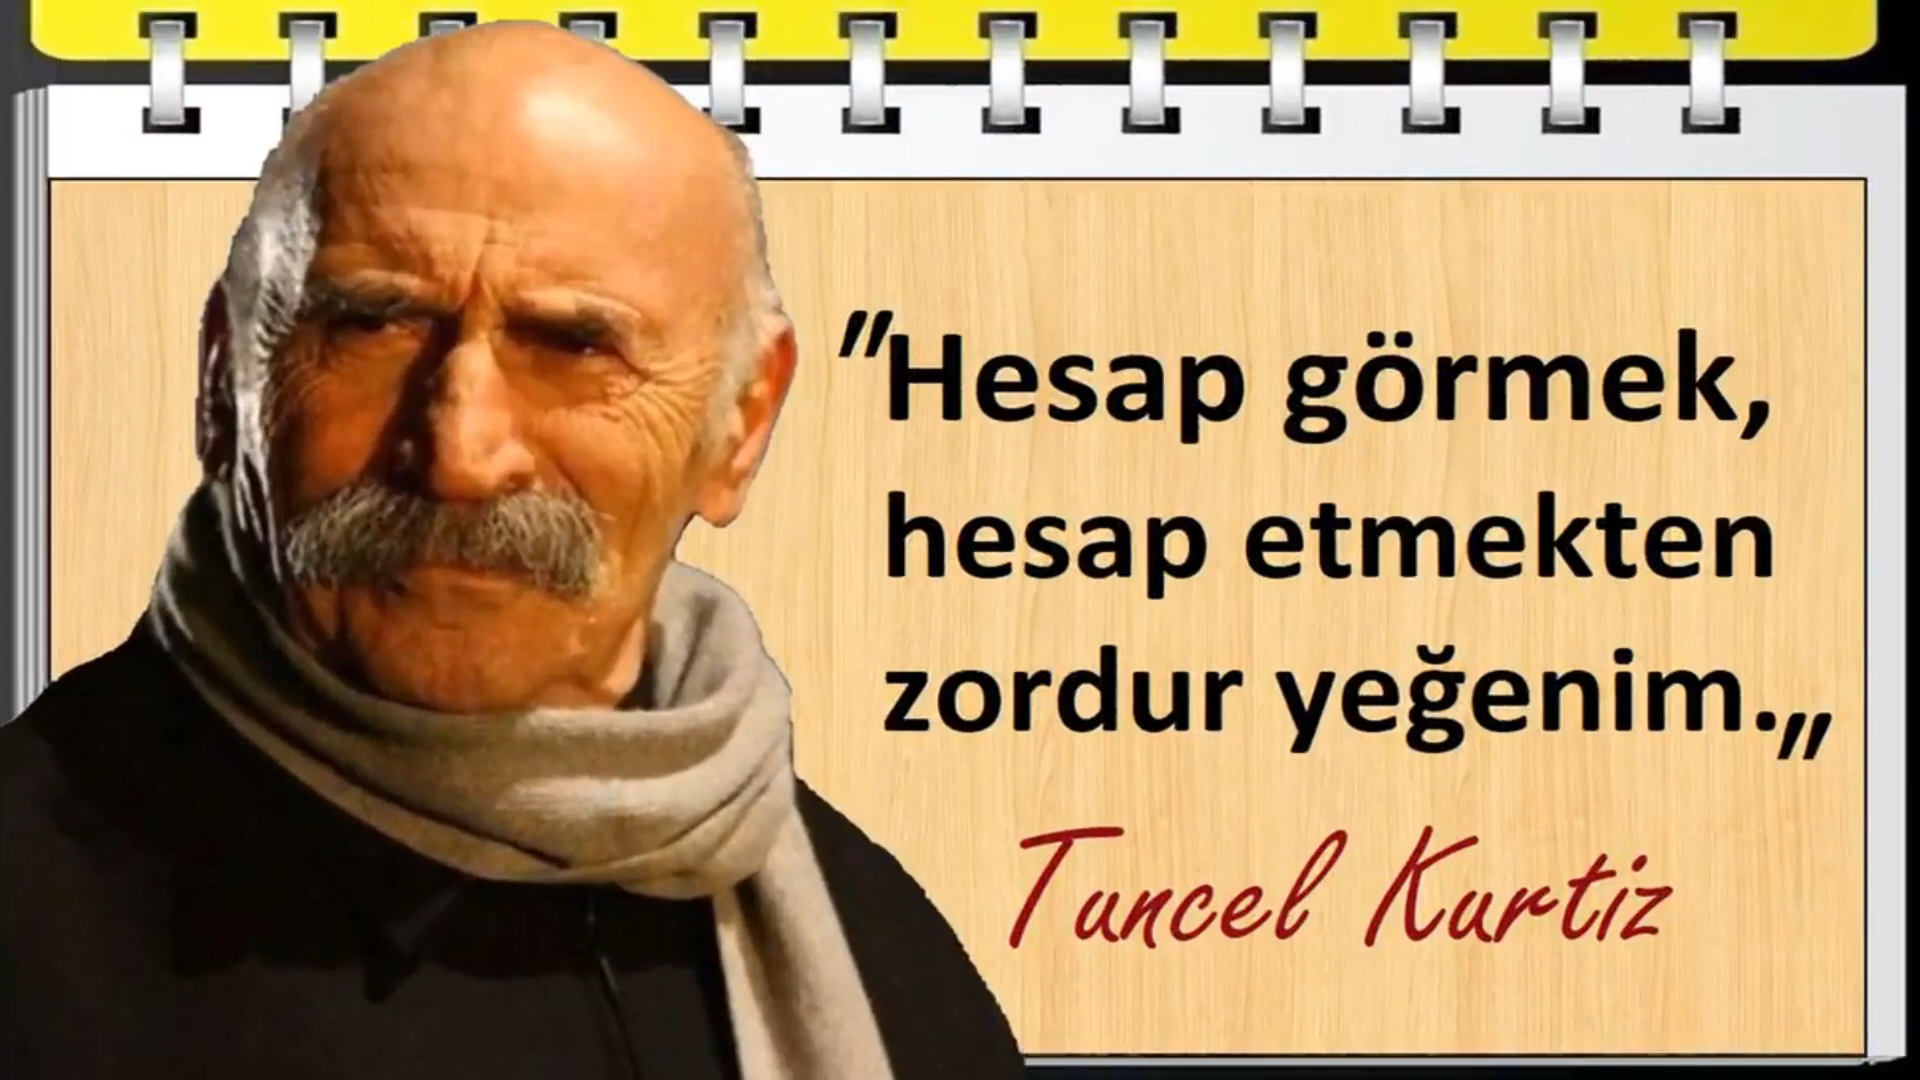 "Hesap görmek,
hesap etmekten
zordur yeğenim.„
Tuncel Kurtiz